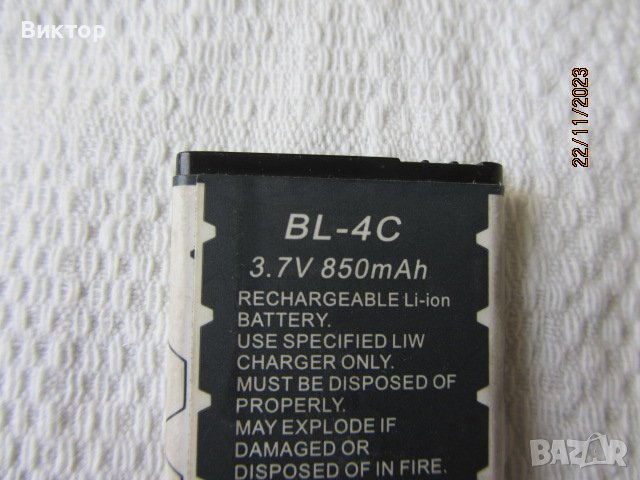 Виктор
22/11/2023
BL-4C
3.7V 850mAh
RECHARGEABLE Li-ion
BATTERY.
USE SPECIFIED LIW
CHARGER ONLY.
MUST BE DISPOSED OF
PROPERLY.
MAY EXPLODE IF
DAMAGED OR
DISPOSED OF IN FIRE.
BAZAR